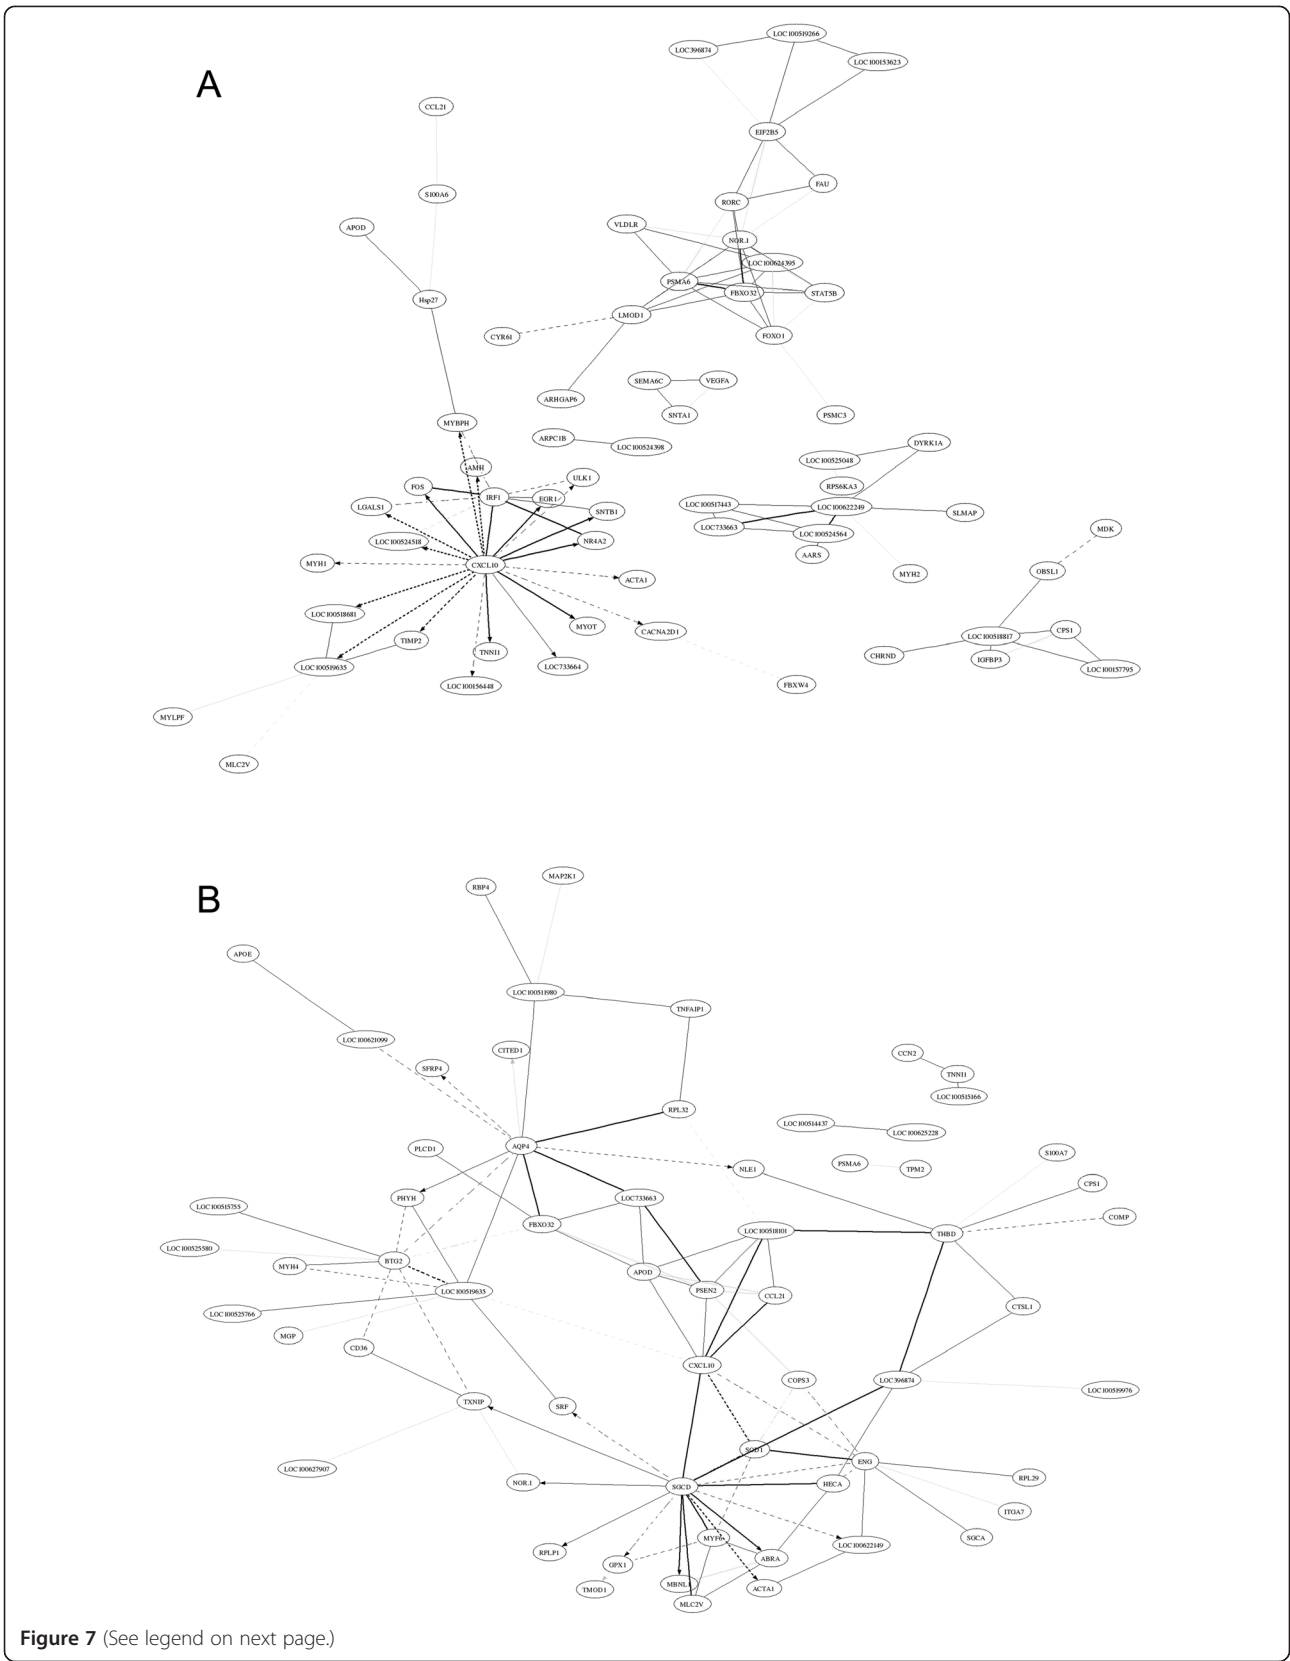 A
LOC100519266
LOC396874
LOC100153623
CCL21
EIF2B5
FAU
S100A6
RORC
APOD
VLDLR
NOR.1
LOC100624395
PSMA6
FBXO32
STAT5B
Hsp27
LMOD1
CYR61
FOXO1
SEMA6C
VEGFA
ARHGAP6
SNTA1
PSMC3
MYBPH
ARPC1B
LOC100524398
DYRK1A
LOC100525048
AMH
ULK1
FOS
IRF1
EGR1
RPS6KA3
LGALS1
SNTB1
LOC100517443
LOC100622249
SLMAP
LOC733663
LOC100524564
MDK
LOC100524518
NR4A2
AARS
MYH1
CXCL10
ACTA1
MYH2
OBSL1
LOC100518681
MYOT
CACNA2D1
LOC100518817
CPS1
TIMP2
TNNI1
CHRND
IGFBP3
LOC100519635
LOC733664
LOC100157795
LOC100156448
FBXW4
MYLPF
MLC2V
B
RBP4
MAP2K1
APOE
LOC100511980
TNFAIP1
LOC100621099
CITED1
CCN2
SFRP4
TNNI1
LOC100515166
RPL32
LOC100514437
LOC100625228
PLCD1
AQP4
S100A7
PSMA6
TPM2
NLE1
CPS1
PHYH
LOC733663
LOC100515755
COMP
FBXO32
LOC100518101
THBD
LOC100525580
BTG2
MYH4
APOD
LOC100519635
PSEN2
CCL21
CTSL1
LOC100525766
MGP
CD36
CXCL10
COPS3
LOC396874
LOC100519976
TXNIP
SRF
SOD1
LOC100627907
ENG
NOR.1
SGCD
HECA
RPL29
ITGA7
MYF6
SGCA
RPLP1
LOC100622149
GPX1
ABRA
TMOD1
MBNL1
ACTA1
MLC2V
Figure 7 (See legend on next page.)